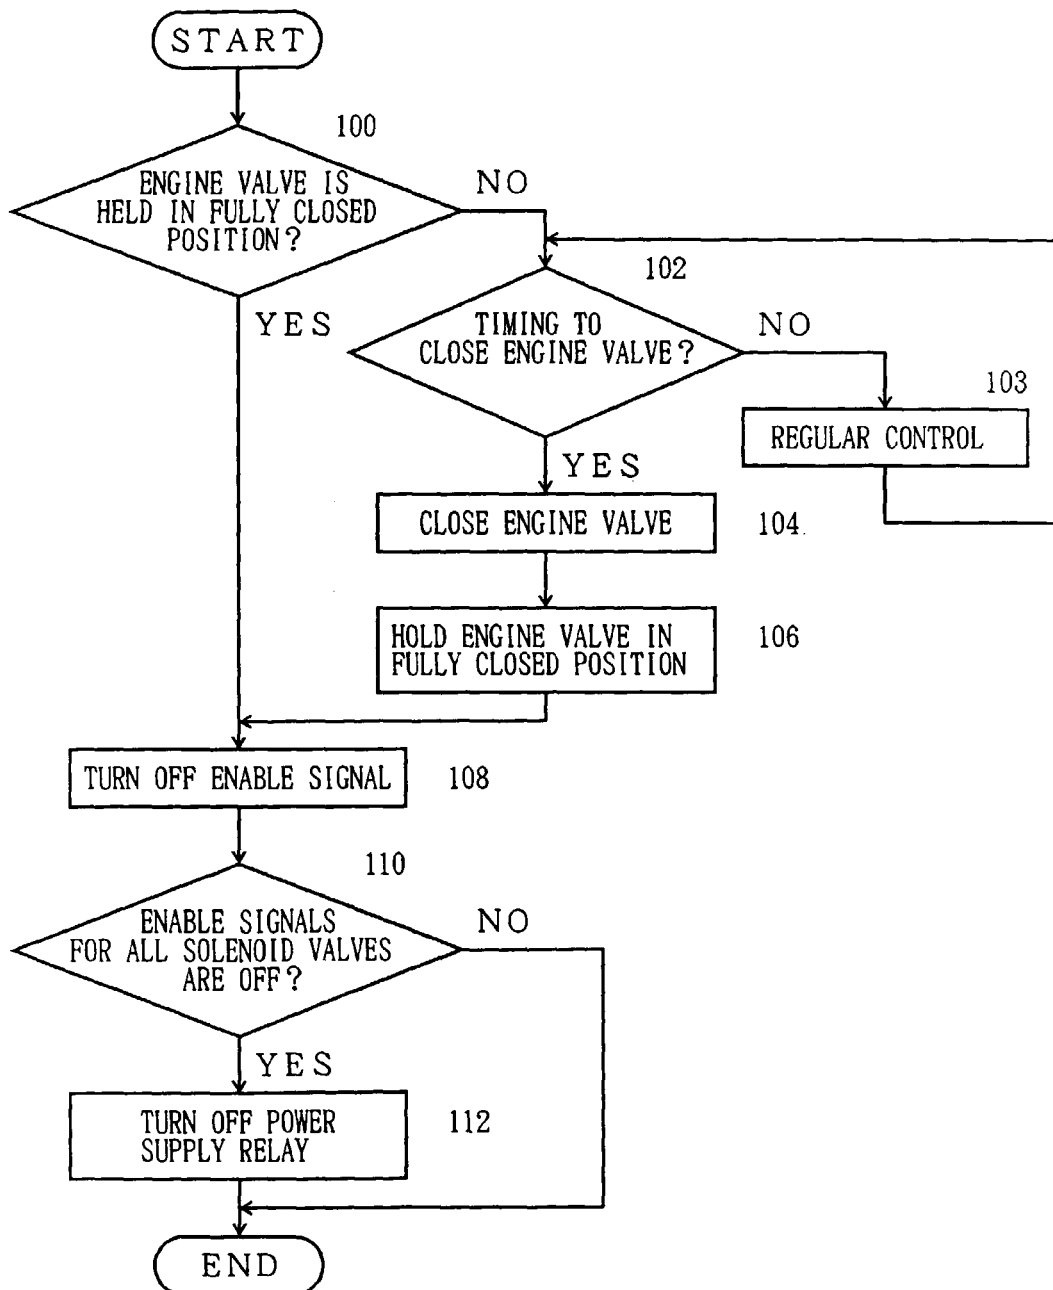 START
100
ENGINE VALVE IS
HELD IN FULLY CLOSED
POSITION?
NO
YES
102
TIMING TO
CLOSE ENGINE VALVE?
NO
103
REGULAR CONTROL
YES
CLOSE ENGINE VALVE
104
HOLD ENGINE VALVE IN
FULLY CLOSED POSITION
106
TURN OFF ENABLE SIGNAL
108
110
ENABLE SIGNALS
FOR ALL SOLENOID VALVES
ARE OFF?
NO
YES
TURN OFF POWER
SUPPLY RELAY
112
END